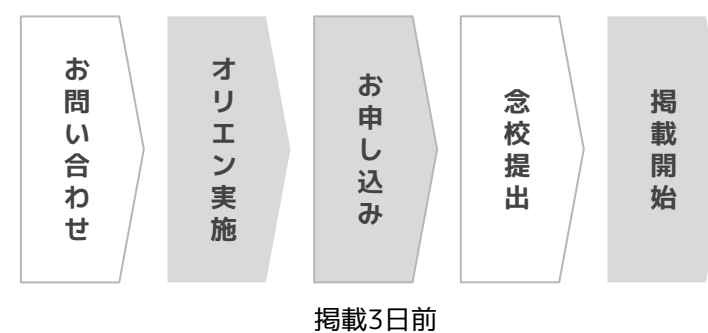 お問い合わせ
オリエン実施
お申し込み
念校提出
掲載開始
掲載3日前